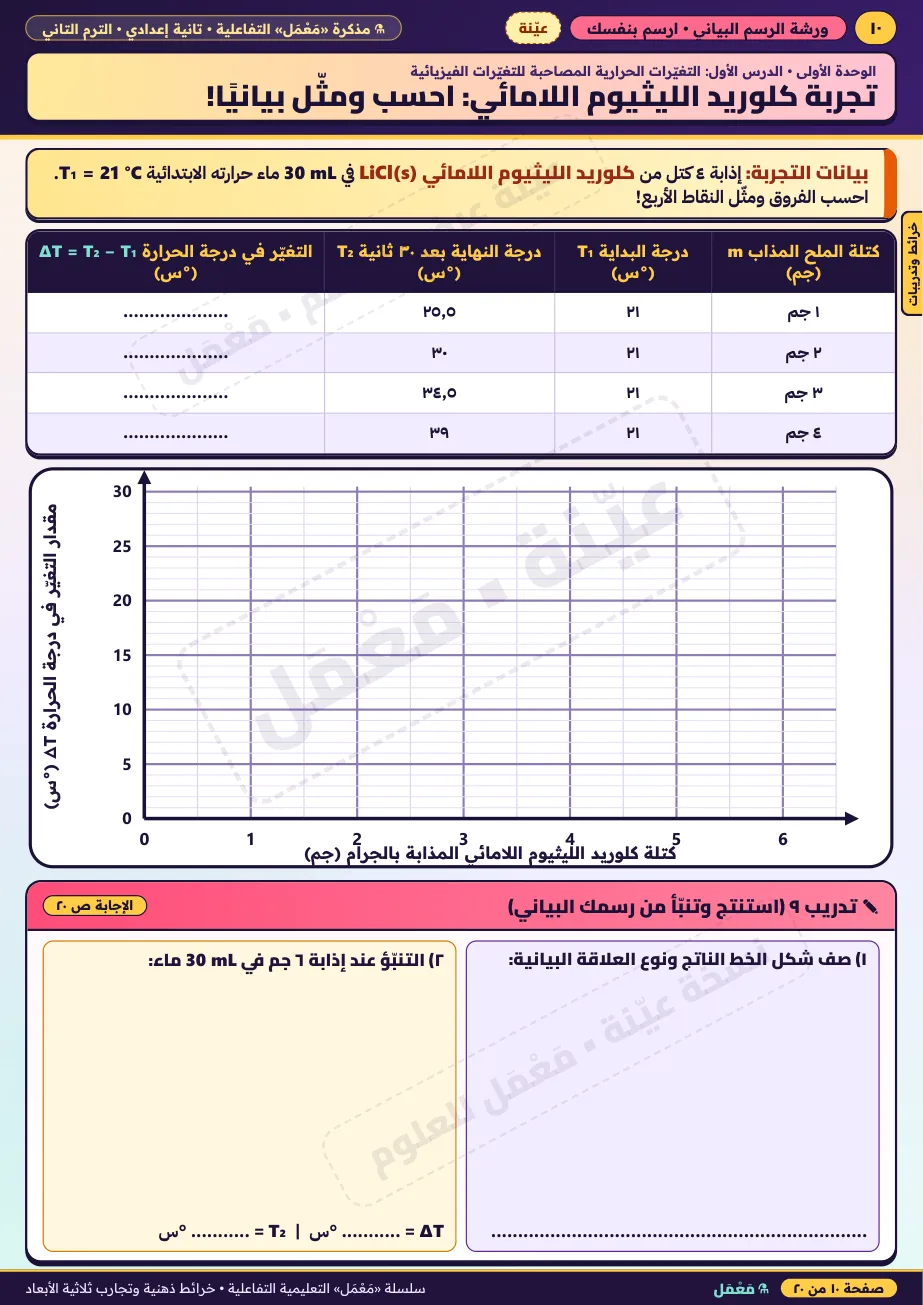 ١٠
ورشة الرسم البياني • ارسم بنفسك
عيّنة
⚗ مذكرة «مَعْمَل» التفاعلية • تانية إعدادي • الترم التاني
الوحدة الأولى • الدرس الأول: التغيّرات الحرارية المصاحبة للتغيّرات الفيزيائية
تجربة كلوريد الليثيوم اللامائي: احسب ومثّل بيانيًا!
بيانات التجربة: إذابة ٤ كتل من كلوريد الليثيوم اللامائي LiCl(s) في 30 mL ماء حرارته الابتدائية T₁ = 21 °C.
احسب الفروق ومثّل النقاط الأربع!
خرائط وتدريبات
كتلة الملح المذاب m (جم) | درجة البداية T₁ (°س) | درجة النهاية بعد ٣٠ ثانية T₂ (°س) | التغيّر في درجة الحرارة ΔT = T₂ − T₁ (°س)
١ جم | ٢١ | ٢٥,٥ | ....................
٢ جم | ٢١ | ٣٠ | ....................
٣ جم | ٢١ | ٣٤,٥ | ....................
٤ جم | ٢١ | ٣٩ | ....................
مقدار التغيّر في درجة الحرارة ΔT (°س)
30
25
20
15
10
5
0
0 1 2 3 4 5 6
كتلة كلوريد الليثيوم اللامائي المذابة بالجرام (جم)
عيّنة • مَعْمَل
✎ تدريب ٩ (استنتج وتنبّأ من رسمك البياني)
الإجابة ص ٢٠
١) صف شكل الخط الناتج ونوع العلاقة البيانية:
........................................................................
٢) التنبّؤ عند إذابة ٦ جم في 30 mL ماء:
ΔT = ........... °س | T₂ = ........... °س
نسخة عيّنة • مَعْمَل للعلوم
صفحة ١٠ من ٢٠
⚗ مَعْمَل
سلسلة «مَعْمَل» التعليمية التفاعلية • خرائط ذهنية وتجارب ثلاثية الأبعاد